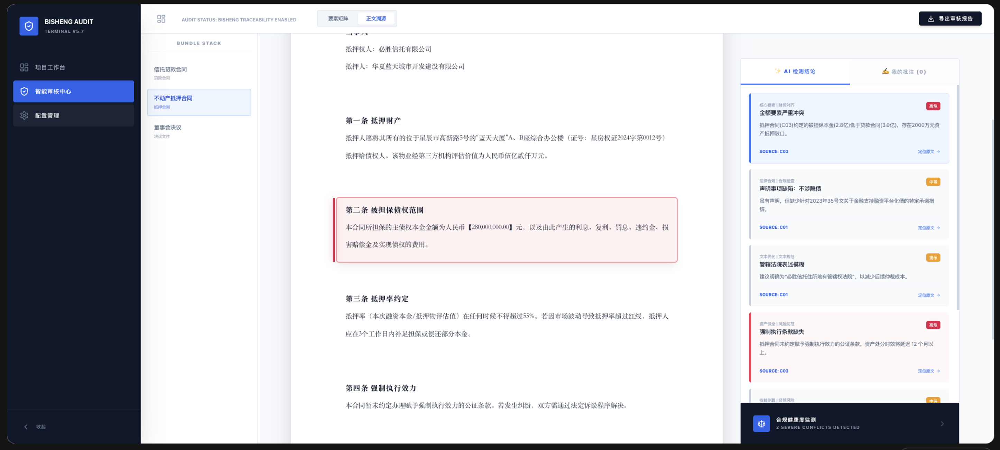 BISHENG AUDIT
TERMINAL V5.7
项目工作台
智能审核中心
配置管理
收起
AUDIT STATUS: BISHENG TRACEABILITY ENABLED
要素矩阵
正文溯源
导出审核报告
BUNDLE STACK
信托贷款合同
贷款合同
不动产抵押合同
抵押合同
董事会决议
决议文件
抵押权人：必胜信托有限公司
抵押人：华夏蓝天城市开发建设有限公司
第一条 抵押财产
抵押人愿将其所有的位于星辰市高新路5号的“蓝天大厦”A、B座综合办公楼（证号：星房权证2024字第0012号）
抵押给债权人。该物业经第三方机构评估价值为人民币伍亿贰仟万元。
第二条 被担保债权范围
本合同所担保的主债权本金金额为人民币【280,000,000.00】元，以及由此产生的利息、复利、罚息、违约金、损
害赔偿金及实现债权的费用。
第三条 抵押率约定
抵押率（本次融资本金/抵押物评估值）在任何时候不得超过55%。若因市场波动导致抵押率超过红线，抵押人
应在3个工作日内补足担保或偿还部分本金。
第四条 强制执行效力
本合同暂未约定办理赋予强制执行效力的公证条款。若发生纠纷，双方需通过法定诉讼程序解决。
✨ AI 检测结论
✍️ 我的批注 (0)
核心要素 | 财务对齐
高危
金额要素严重冲突
抵押合同(C03)约定的被担保本金(2.8亿)低于贷款合同(3.0亿)，存在2000万元资
产抵押敞口。
SOURCE: C03
定位原文 →
法律合规 | 合规检查
中等
声明事项缺陷：不涉隐债
虽有声明，但缺少针对2023年35号文关于金融支持融资平台化债的特定承诺措
辞。
SOURCE: C01
定位原文 →
文本优化 | 文本规范
提示
管辖法院表述模糊
建议明确为“必胜信托住所地有管辖权法院”，以减少后续仲裁成本。
SOURCE: C01
定位原文 →
资产保全 | 风险防范
高危
强制执行条款缺失
抵押合同未约定赋予强制执行效力的公证条款，资产处分时效将延迟 12 个月以
上。
SOURCE: C03
定位原文 →
收益测算 | 经营风险
中等
合规健康度监测
2 SEVERE CONFLICTS DETECTED